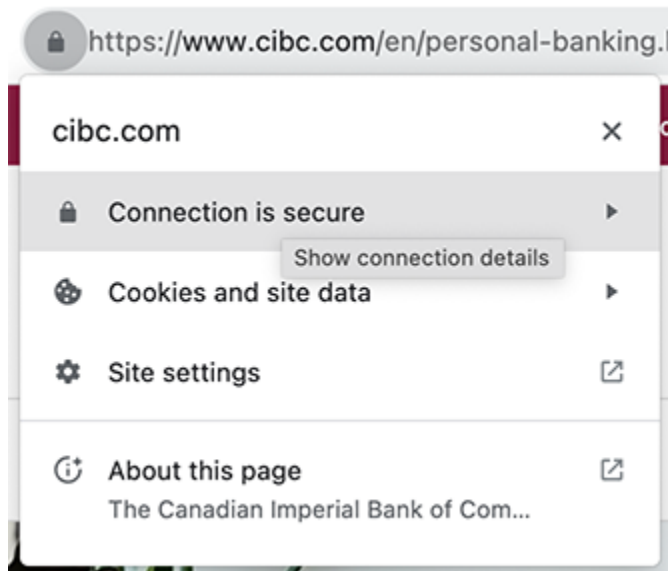 https://www.cibc.com/en/personal-banking.
cibc.com
Connection is secure
Show connection details
Cookies and site data
Site settings
About this page
The Canadian Imperial Bank of Com...